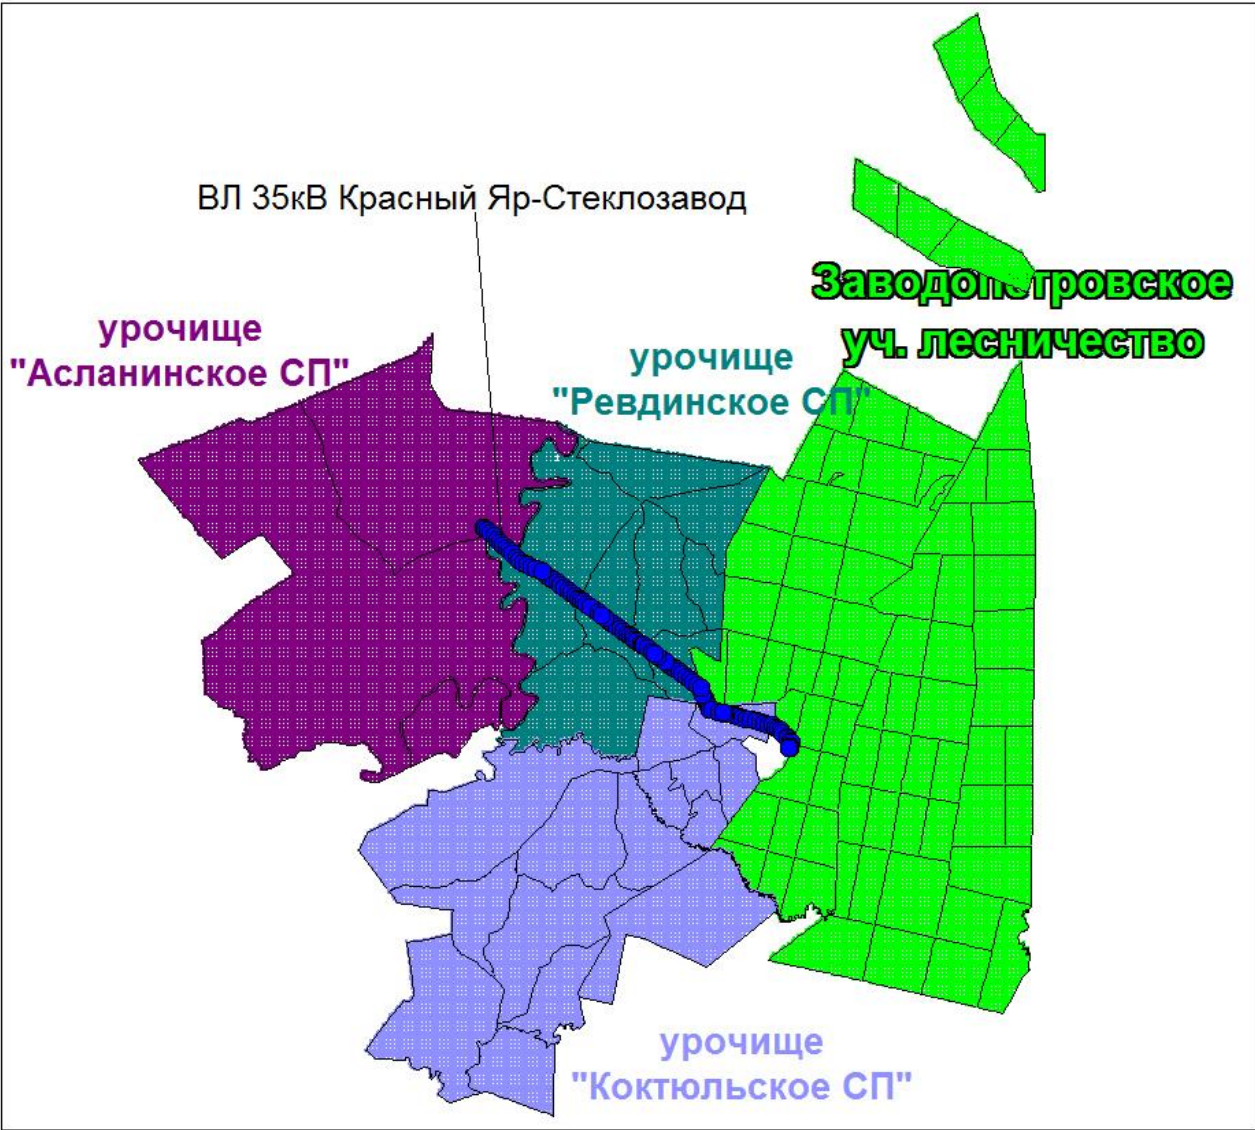 ВЛ 35кВ Красный Яр-Стеклозавод
Заводопетровское
уч. лесничество
урочище
"Асланинское СП"
урочище
"Ревдинское СП"
урочище
"Коктюльское СП"